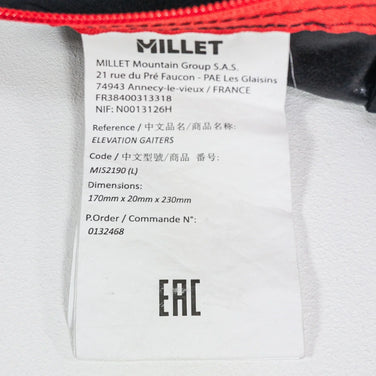 MILLET
MILLET Mountain Group S.A.S.
21 rue du Pré Faucon - PAE Les Glaisins
74943 Annecy-le-vieux / FRANCE
FR38400313318
NIF: N0013126H
Reference / 中文品名/商品名稱:
ELEVATION GAITERS
Code / 中文型號/商品 番号:
MIS2190 (L)
Dimensions:
170mm x 20mm x 230mm
P.Order / Commande N°:
0132468
EAC